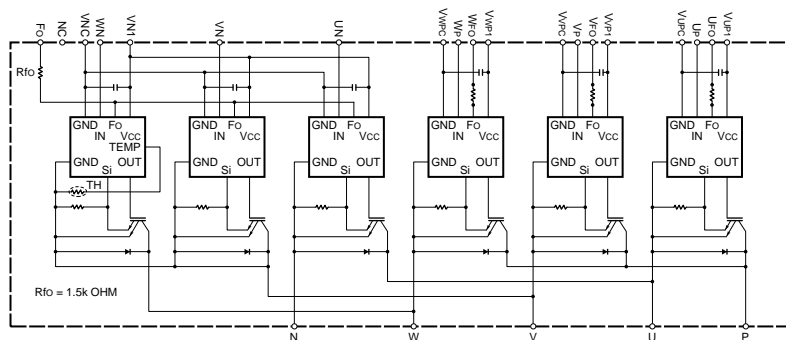 FO NC VNC WN VN1 VN UN VWPC WP WFO VWP1 VVPC VP VFO VVP1 VUPC UP UFO VUP1
RfO
GND FO
IN VCC
TEMP
GND OUT
Si
TH
GND FO
IN VCC
GND OUT
Si
GND FO
IN VCC
GND OUT
Si
GND FO
IN VCC
GND OUT
Si
GND FO
IN VCC
GND OUT
Si
GND FO
IN VCC
GND OUT
Si
RfO = 1.5k OHM
N W V U P